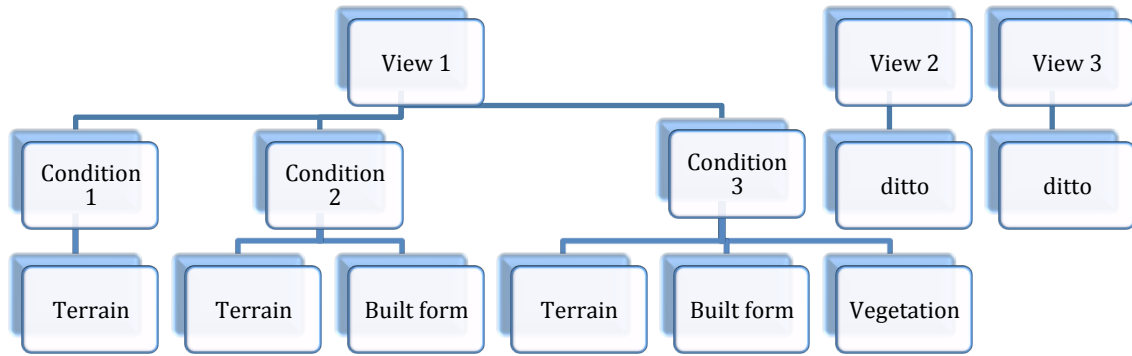 View 1
View 2
View 3
Condition
1
Condition
2
Condition
3
ditto
ditto
Terrain
Terrain
Built form
Terrain
Built form
Vegetation